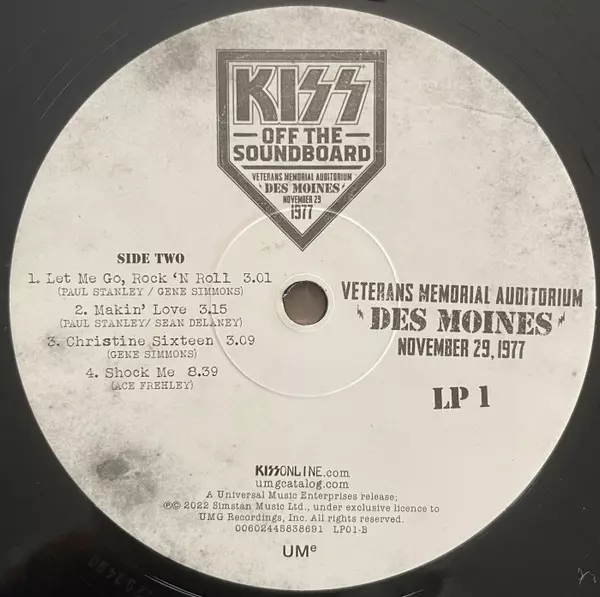 KISS
OFF THE
SOUNDBOARD
VETERANS MEMORIAL AUDITORIUM
DES MOINES
NOVEMBER 29
1977
SIDE TWO
1. Let Me Go, Rock 'N Roll 3.01
(PAUL STANLEY / GENE SIMMONS)
2. Makin' Love 3.15
(PAUL STANLEY/ SEAN DELANEY)
3. Christine Sixteen 3.09
(GENE SIMMONS)
4. Shock Me 8.39
(ACE FREHLEY)
VETERANS MEMORIAL AUDITORIUM
DES MOINES
NOVEMBER 29, 1977
LP 1
KISSONLINE.com
umgcatalog.com
A Universal Music Enterprises release;
℗© 2022 Simstan Music Ltd., under exclusive licence to
UMG Recordings, Inc. All rights reserved.
00602445838691 LP01-B
UMe